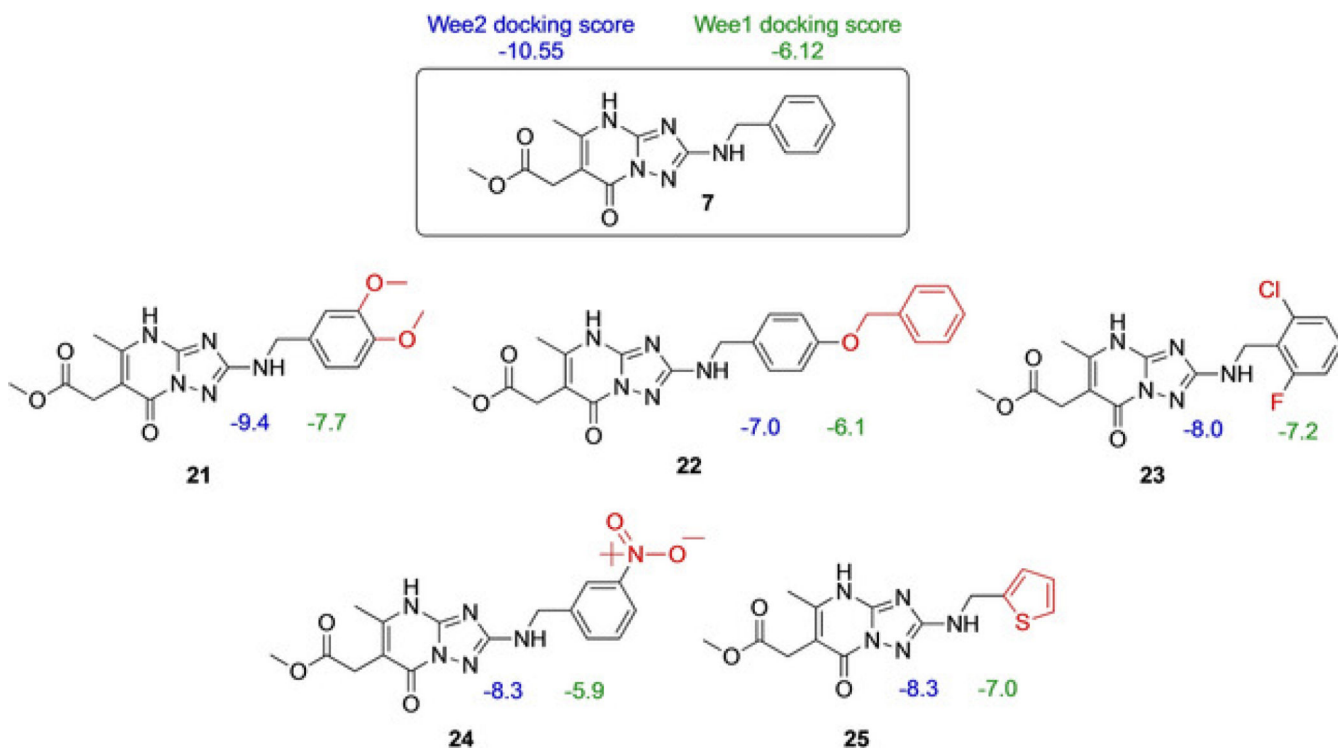 Wee2 docking score Wee1 docking score
-10.55 -6.12
H
N N
O NH
N N
O
O
7
O
H
N N O
O NH
N N
O
O
-9.4 -7.7
21
H
N N
O NH O
N N
O
O
-7.0 -6.1
22
Cl
H
N N
O NH
N N F
O
O
-8.0 -7.2
23
O
+ N O −
H
N N
O NH
N N
O
O
-8.3 -5.9
24
H
N N
O NH S
N N
O
O
-8.3 -7.0
25